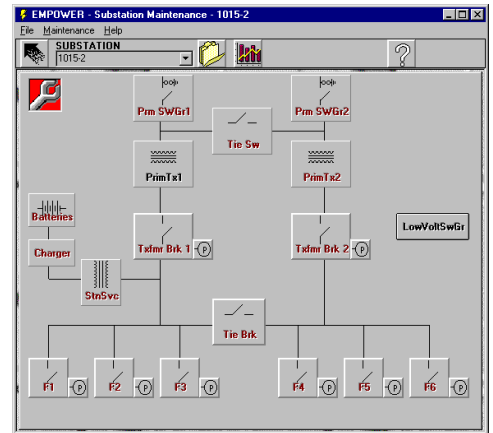 EMPOWER - Substation Maintenance - 1015-2
File Maintenance Help
SUBSTATION
1015-2
Prm SWGr1
Prm SWGr2
Tie Sw
PrimTx1
PrimTx2
Batteries
Txfmr Brk 1
P
Txfmr Brk 2
P
LowVoltSwGr
Charger
StnSvc
Tie Brk
F1
P
F2
P
F3
P
F4
P
F5
P
F6
P